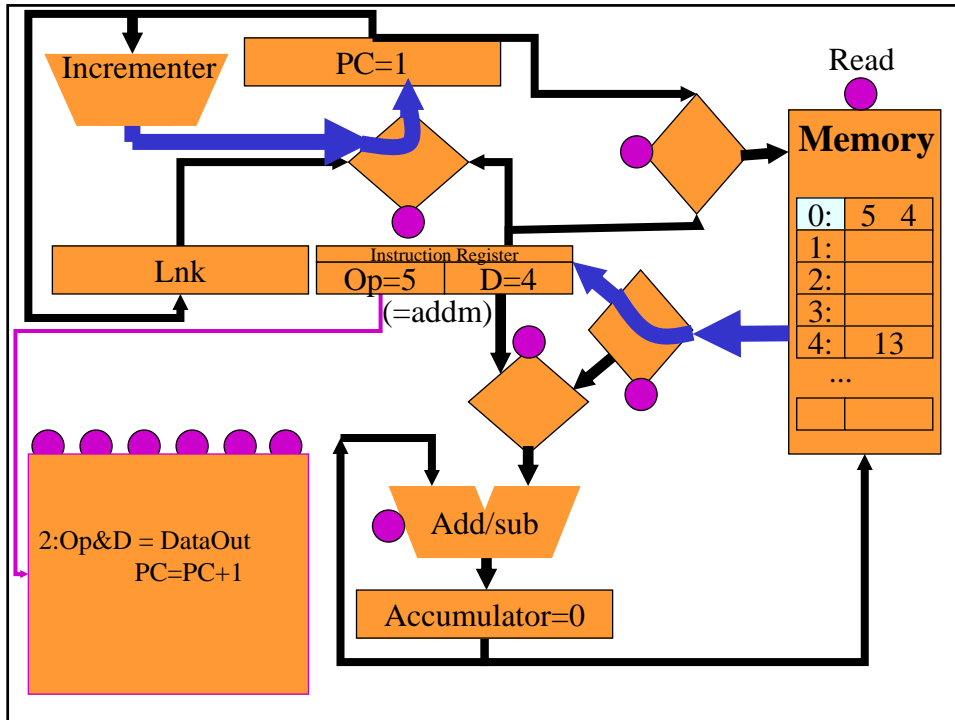 Incrementer
PC=1
Read
Memory
0: 5 4
1:
2:
3:
4: 13
...
Lnk
Instruction Register
Op=5 D=4
(=addm)
2:Op&D = DataOut
PC=PC+1
Add/sub
Accumulator=0